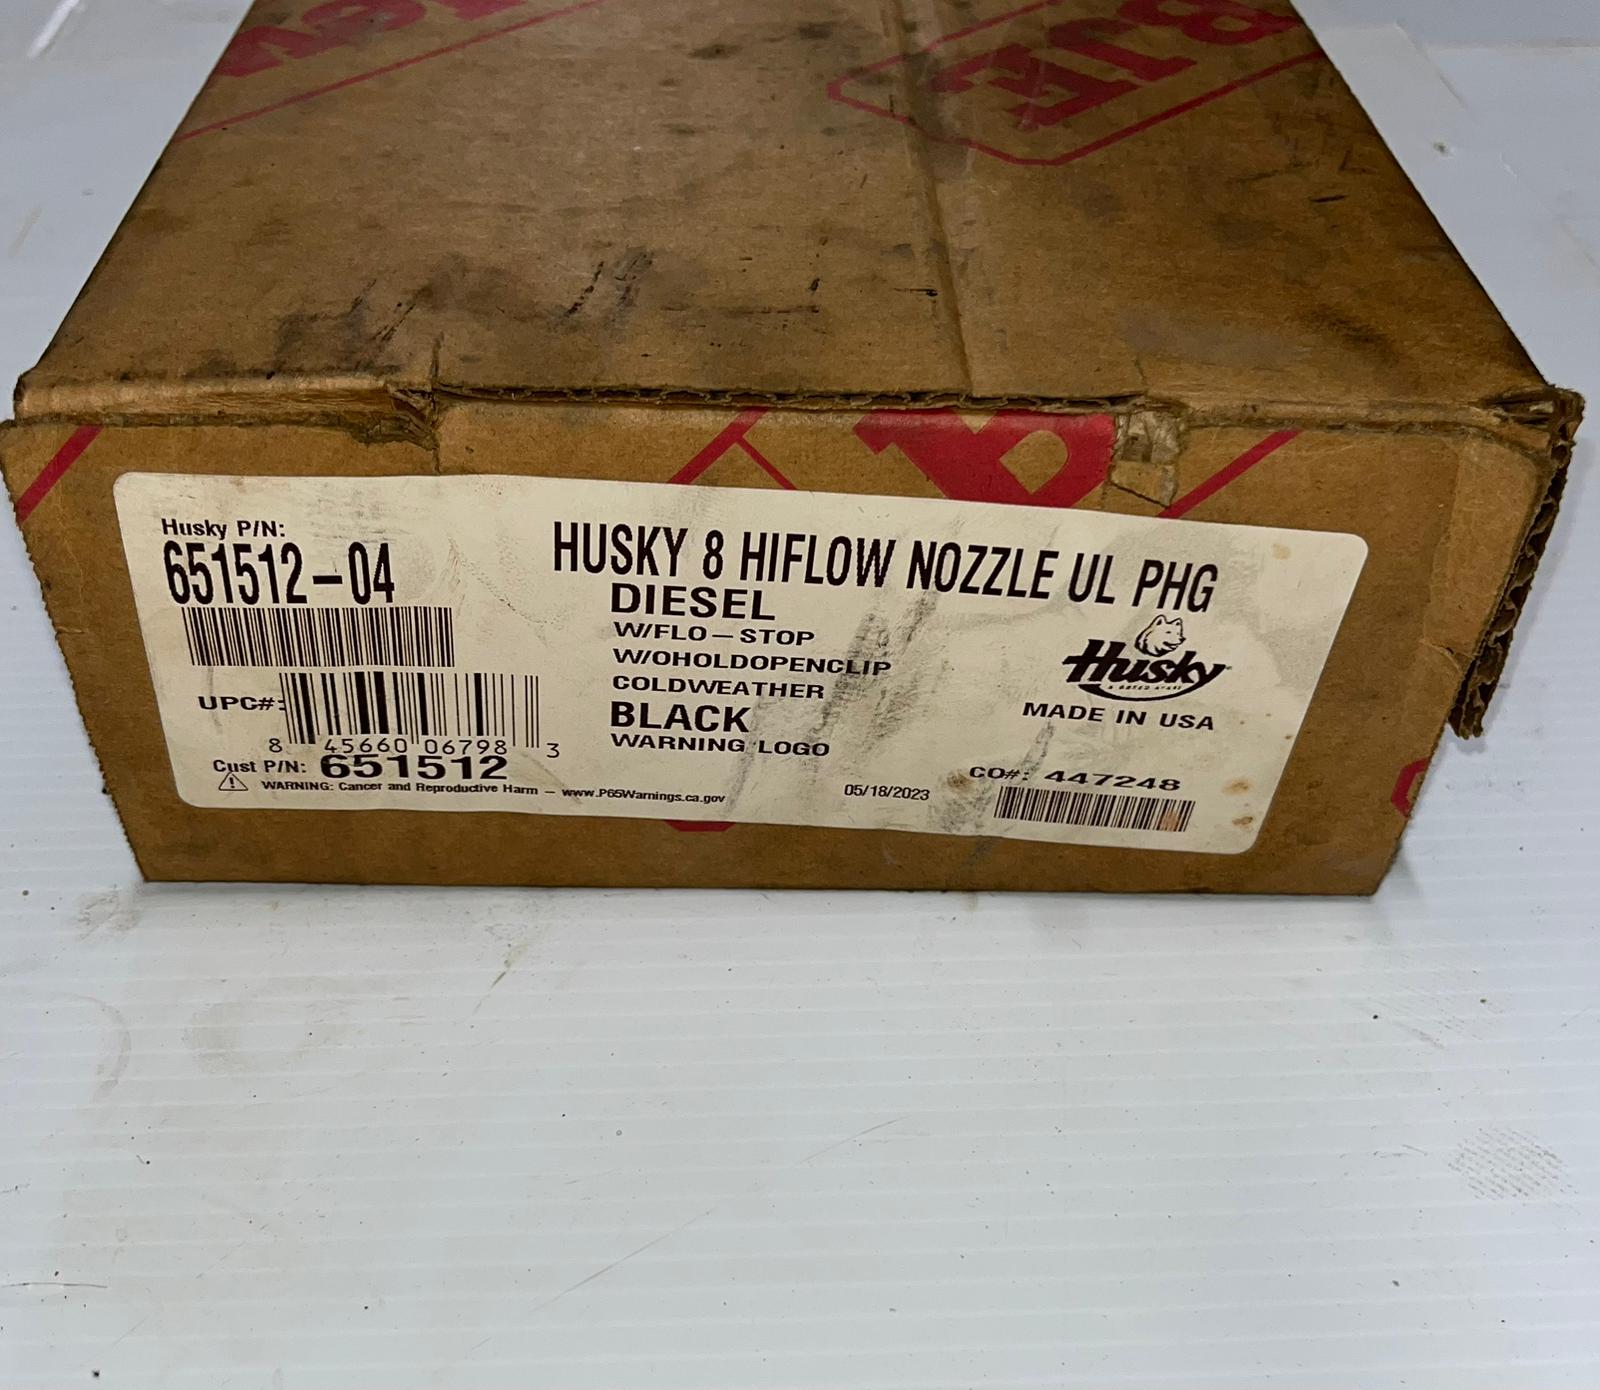 Husky P/N:
651512-04
HUSKY 8 HIFLOW NOZZLE UL PHG
DIESEL
W/FLO-STOP
W/OHOLDOPENCLIP
COLDWEATHER
BLACK
WARNING LOGO
Husky
MADE IN USA
UPC#:
8 45660 06798 3
Cust P/N: 651512
WARNING: Cancer and Reproductive Harm - www.P65Warnings.ca.gov
05/18/2023
CO#: 447248